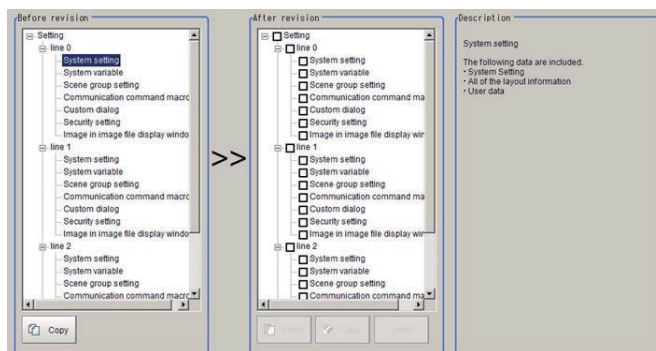 Before revision
Setting
line 0
System setting
System variable
Scene group setting
Communication command macro
Custom dialog
Security setting
Image in image file display windo
line 1
System setting
System variable
Scene group setting
Communication command macro
Custom dialog
Security setting
Image in image file display windo
line 2
System setting
System variable
Scene group setting
Communication command macro
Copy
>>
After revision
Setting
line 0
System setting
System variable
Scene group setting
Communication command ma
Custom dialog
Security setting
Image in image file display wir
line 1
System setting
System variable
Scene group setting
Communication command ma
Custom dialog
Security setting
Image in image file display wir
line 2
System setting
System variable
Scene group setting
Communication command ma
Description
System setting
The following data are included.
・System Setting
・All of the layout information
・User data